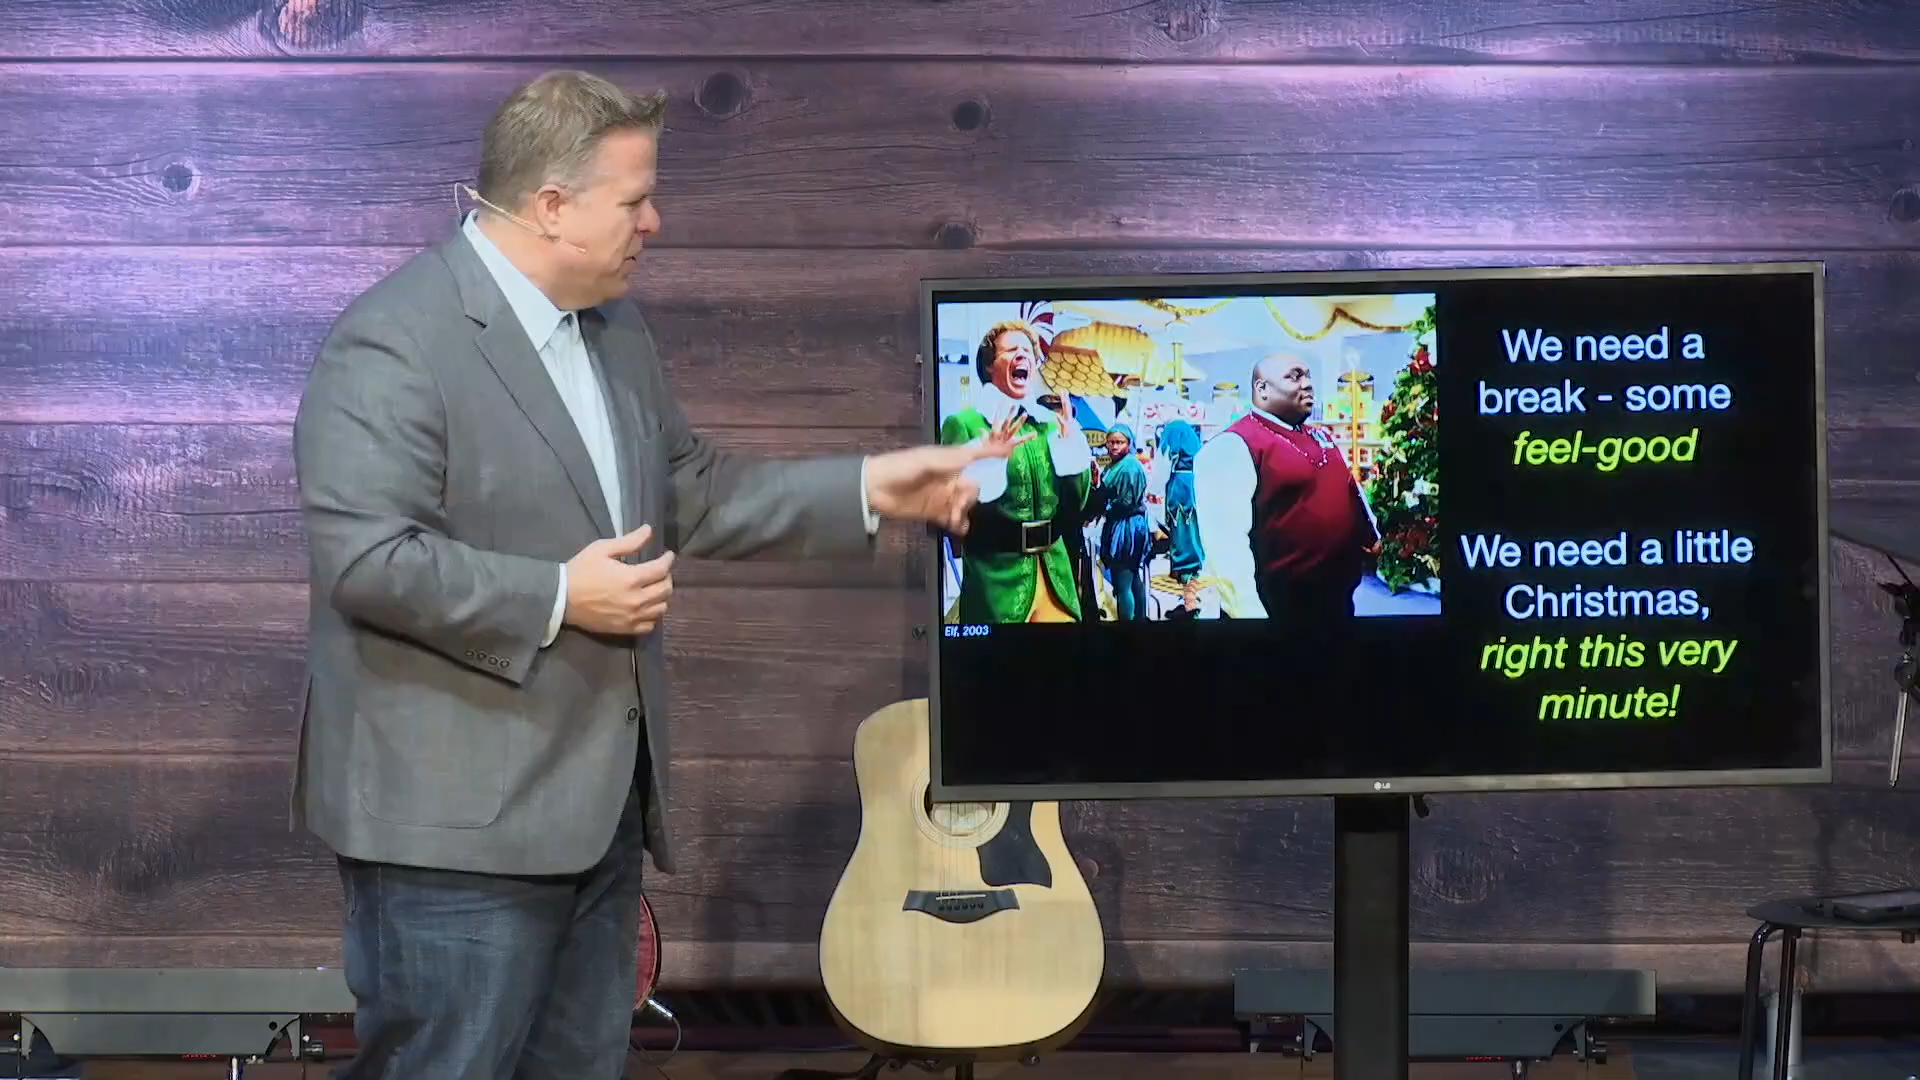 We need a
break - some
feel-good
We need a little
Christmas,
right this very
minute!
Elf, 2003
LG